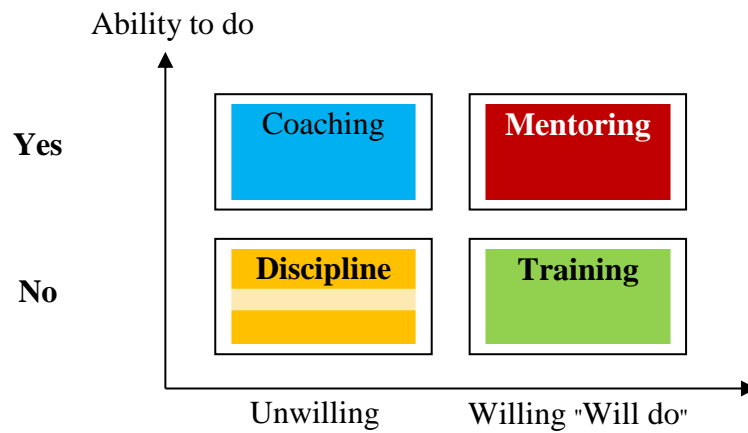 Ability to do
Yes
Coaching
Mentoring
No
Discipline
Training
Unwilling
Willing "Will do"